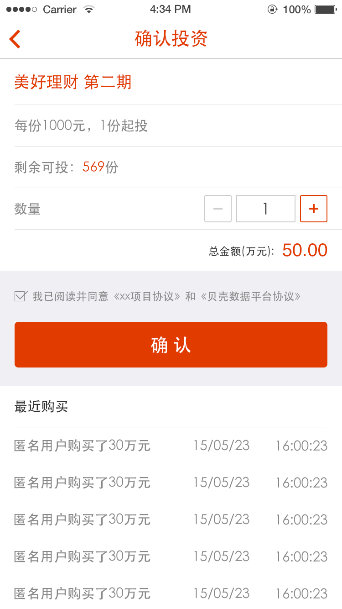 Carrier 4:34 PM 100%
确认投资
美好理财 第二期
每份1000元，1份起投
剩余可投：569份
数量 − 1 +
总金额(万元)：50.00
我已阅读并同意《xx项目协议》和《贝壳数据平台协议》
确 认
最近购买
匿名用户购买了30万元 15/05/23 16:00:23
匿名用户购买了30万元 15/05/23 16:00:23
匿名用户购买了30万元 15/05/23 16:00:23
匿名用户购买了30万元 15/05/23 16:00:23
匿名用户购买了30万元 15/05/23 16:00:23